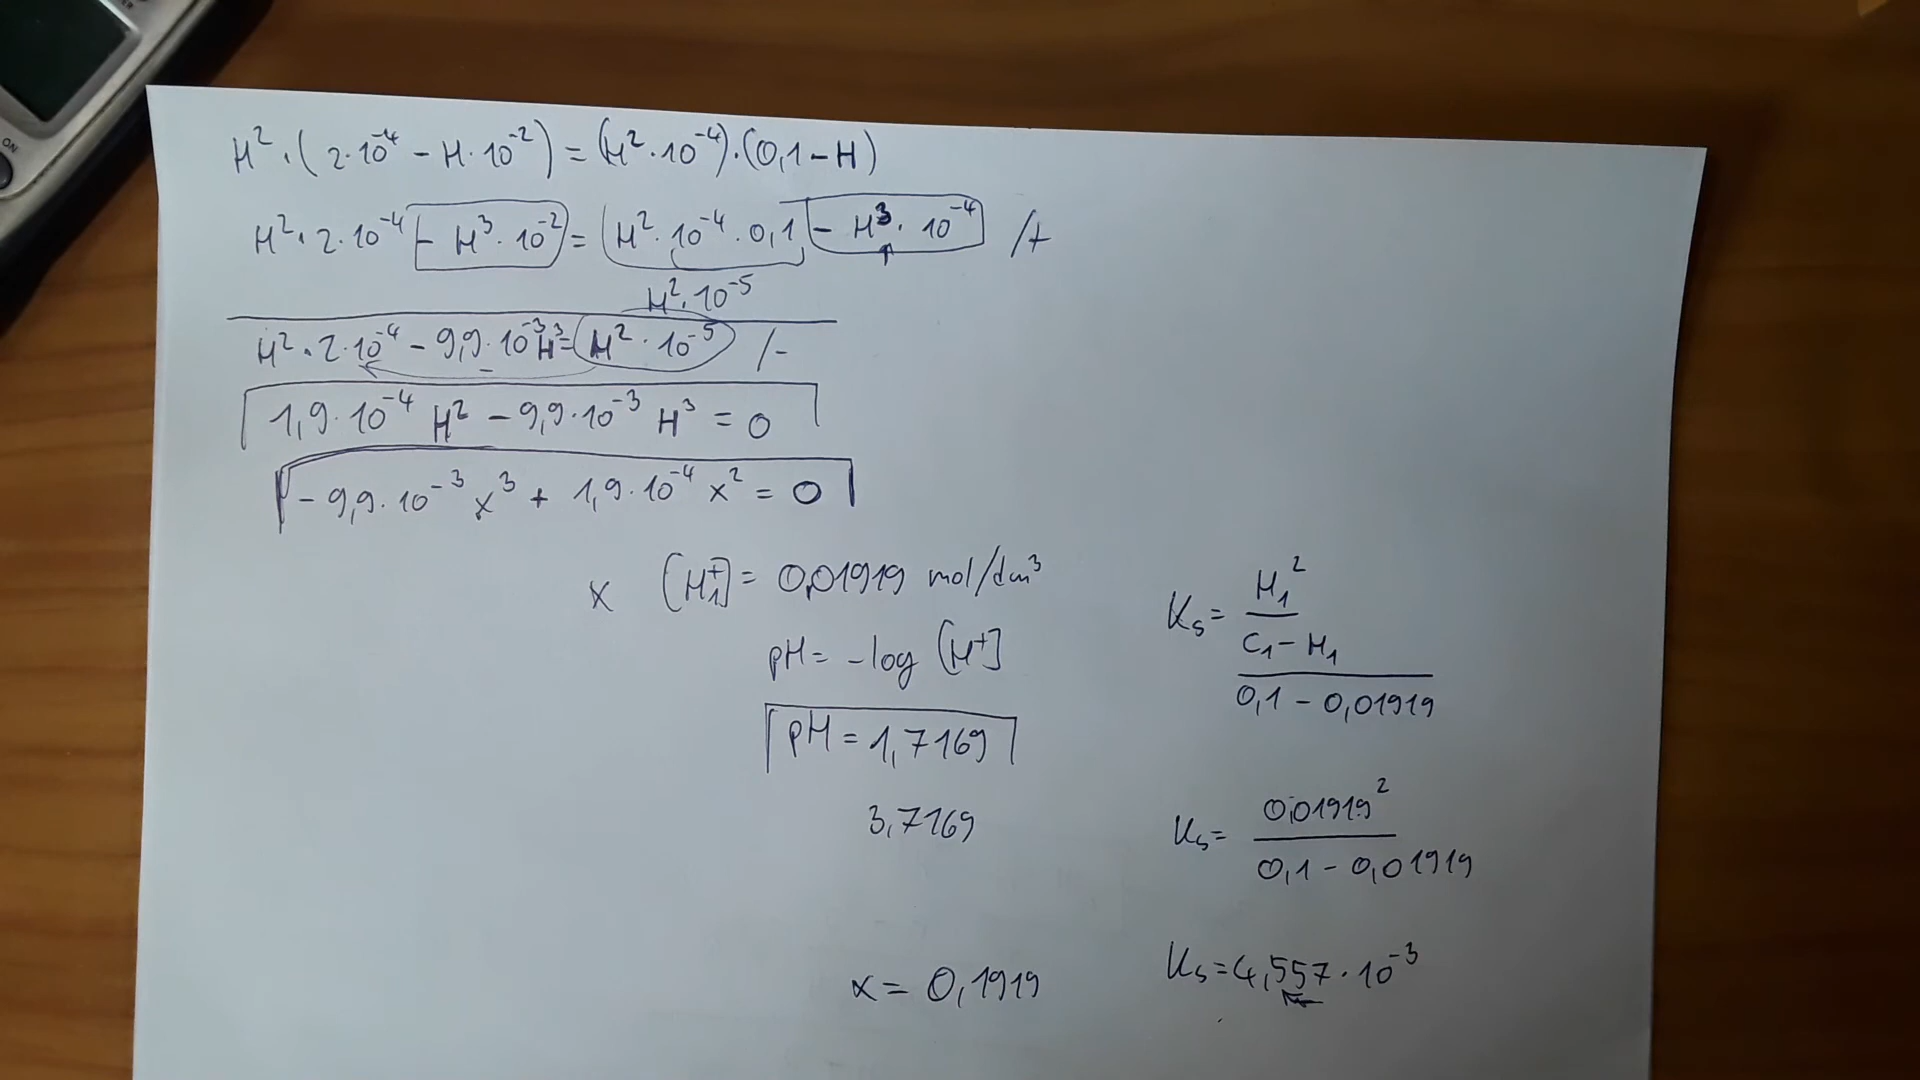 ON
H² · (2·10⁻⁴ − H·10⁻²) = (H²·10⁻⁴)·(0,1−H)
H²·2·10⁻⁴ − H³·10⁻² = (H²·10⁻⁴·0,1 − H³·10⁻⁴ /+
H²·10⁻⁵
H²·2·10⁻⁴ − 9,9·10⁻³H³ = H²·10⁻⁵ /−
1,9·10⁻⁴ H² − 9,9·10⁻³ H³ = 0
− 9,9·10⁻³ x³ + 1,9·10⁻⁴ x² = 0
x [H₁⁺] = 0,01919 mol/dm³
pH = −log [H⁺]
pH = 1,7169
3,7169
x = 0,1919
Ks = H₁²
C₁ − H₁
0,1 − 0,01919
Ks = 0,01919²
0,1 − 0,01919
Ks = 4,557·10⁻³